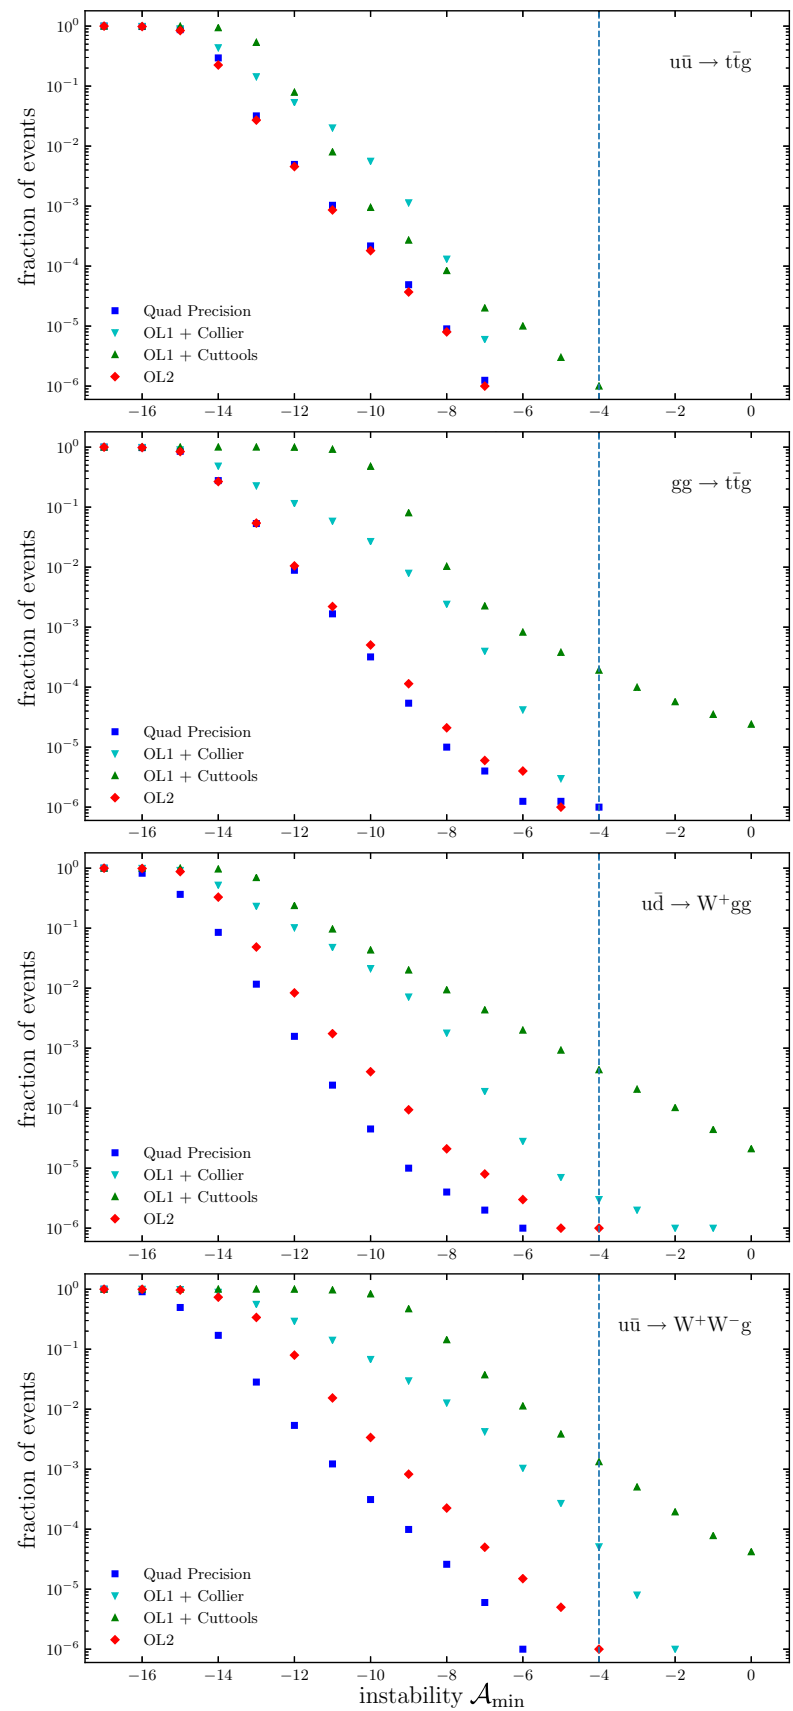 10⁰
uū → tt̄g
10⁻¹
10⁻²
10⁻³
10⁻⁴
10⁻⁵
10⁻⁶
fraction of events
Quad Precision
OL1 + Collier
OL1 + Cuttools
OL2
−16 −14 −12 −10 −8 −6 −4 −2 0
10⁰
gg → tt̄g
10⁻¹
10⁻²
10⁻³
10⁻⁴
10⁻⁵
10⁻⁶
fraction of events
Quad Precision
OL1 + Collier
OL1 + Cuttools
OL2
−16 −14 −12 −10 −8 −6 −4 −2 0
10⁰
ud̄ → W⁺gg
10⁻¹
10⁻²
10⁻³
10⁻⁴
10⁻⁵
10⁻⁶
fraction of events
Quad Precision
OL1 + Collier
OL1 + Cuttools
OL2
−16 −14 −12 −10 −8 −6 −4 −2 0
10⁰
uū → W⁺W⁻g
10⁻¹
10⁻²
10⁻³
10⁻⁴
10⁻⁵
10⁻⁶
fraction of events
Quad Precision
OL1 + Collier
OL1 + Cuttools
OL2
−16 −14 −12 −10 −8 −6 −4 −2 0
instability 𝒜min